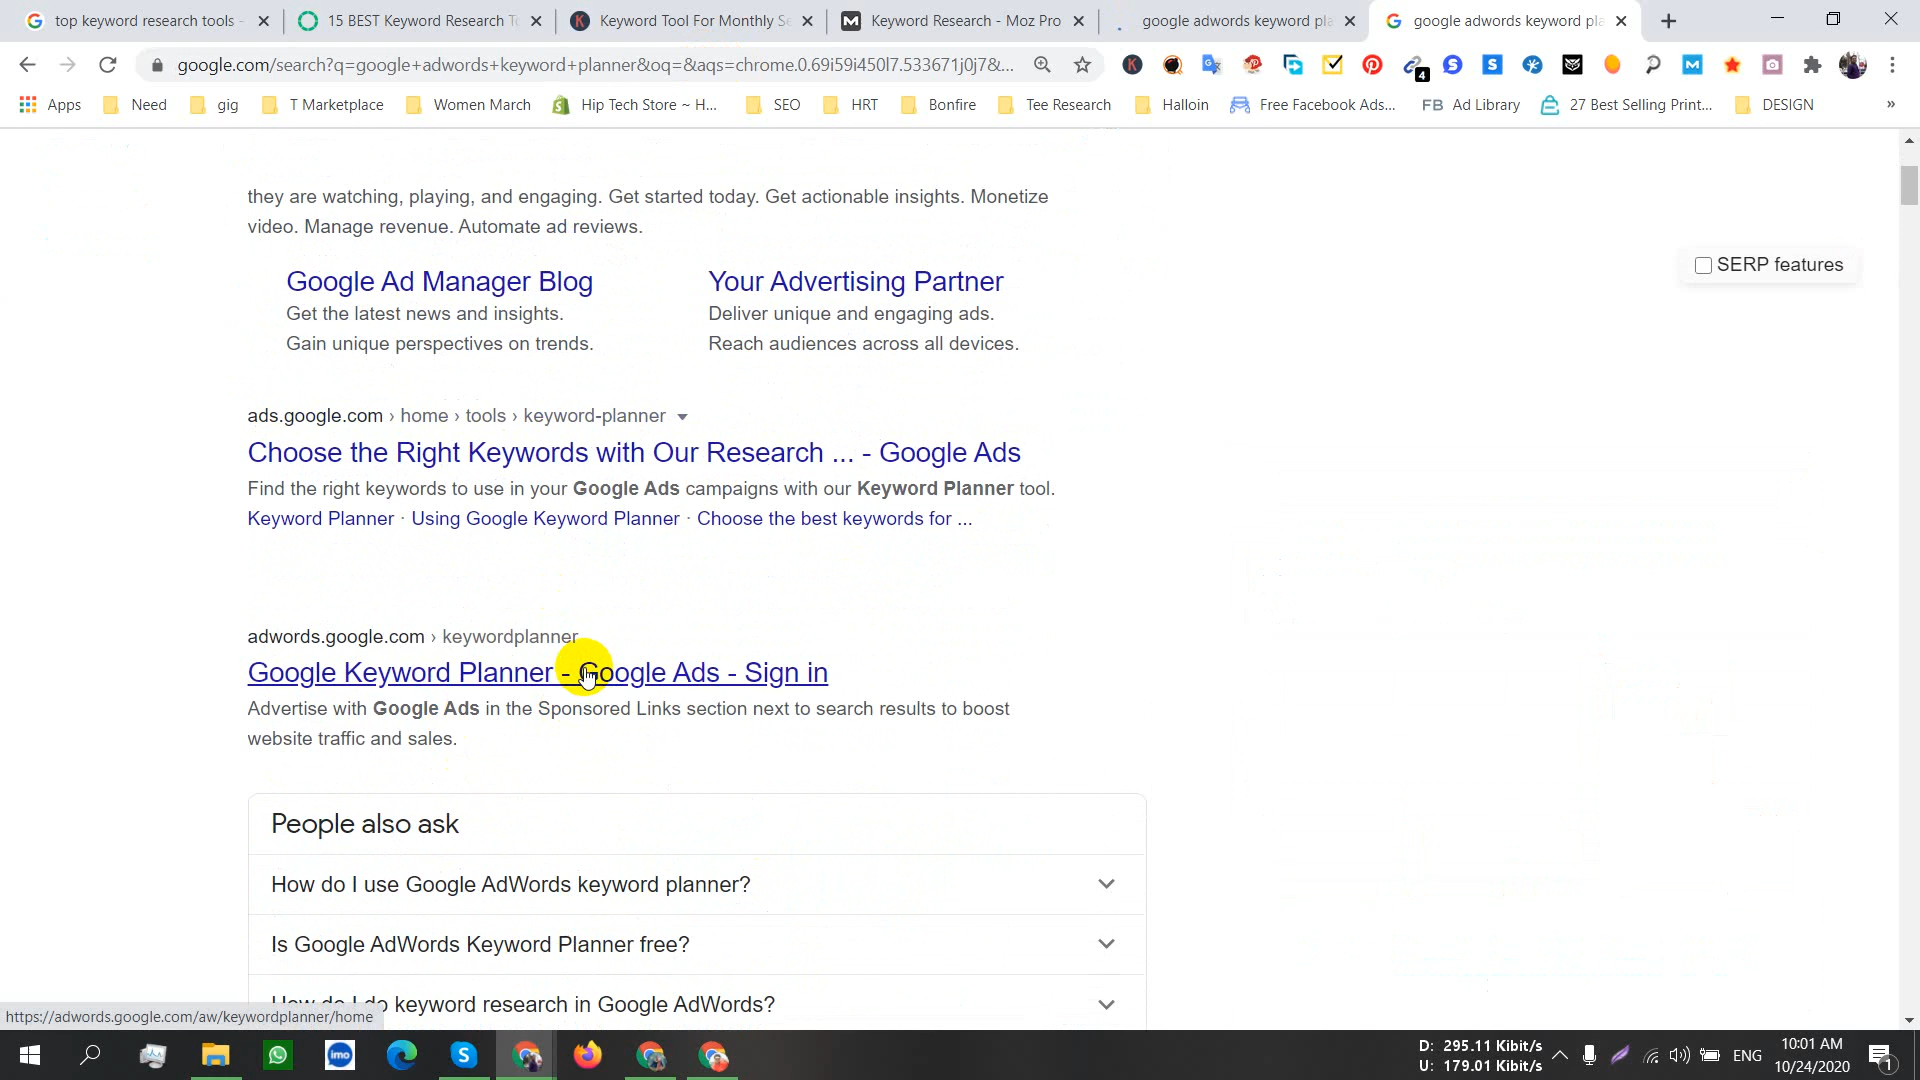 top keyword research tools -
15 BEST Keyword Research T
Keyword Tool For Monthly Se
Keyword Research - Moz Pro
google adwords keyword pla
google adwords keyword pla
google.com/search?q=google+adwords+keyword+planner&oq=&aqs=chrome.0.69i59i450l7.533671j0j7&...
4
Apps
Need
gig
T Marketplace
Women March
Hip Tech Store ~ H...
SEO
HRT
Bonfire
Tee Research
Halloin
Free Facebook Ads...
FB Ad Library
27 Best Selling Print...
DESIGN
»
they are watching, playing, and engaging. Get started today. Get actionable insights. Monetize
video. Manage revenue. Automate ad reviews.
SERP features
Google Ad Manager Blog
Get the latest news and insights.
Gain unique perspectives on trends.
Your Advertising Partner
Deliver unique and engaging ads.
Reach audiences across all devices.
ads.google.com › home › tools › keyword-planner
Choose the Right Keywords with Our Research ... - Google Ads
Find the right keywords to use in your Google Ads campaigns with our Keyword Planner tool.
Keyword Planner · Using Google Keyword Planner · Choose the best keywords for ...
adwords.google.com › keywordplanner
Google Keyword Planner - Google Ads - Sign in
Advertise with Google Ads in the Sponsored Links section next to search results to boost
website traffic and sales.
People also ask
How do I use Google AdWords keyword planner?
Is Google AdWords Keyword Planner free?
How do I do keyword research in Google AdWords?
https://adwords.google.com/aw/keywordplanner/home
imo
D: 295.11 Kibit/s
U: 179.01 Kibit/s
ENG
10:01 AM
10/24/2020
1